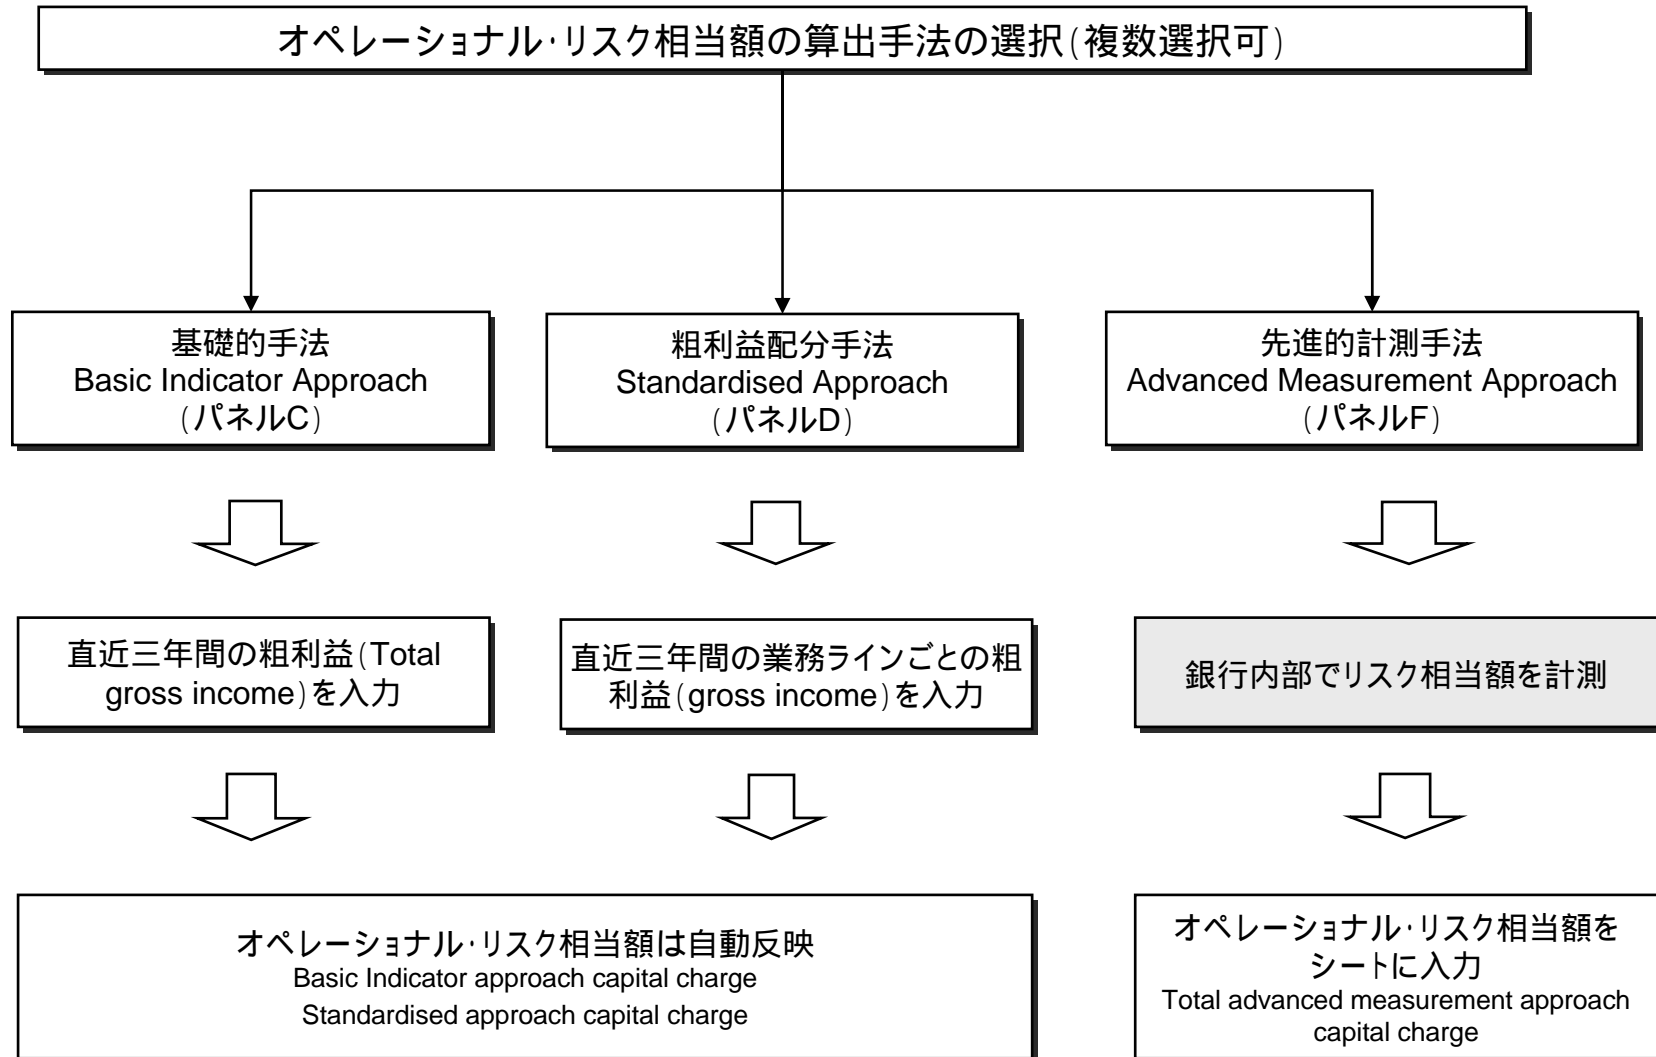 オペレーショナル・リスク相当額の算出手法の選択(複数選択可)
基礎的手法
Basic Indicator Approach
(パネルC)
粗利益配分手法
Standardised Approach
(パネルD)
先進的計測手法
Advanced Measurement Approach
(パネルF)
直近三年間の粗利益(Total
gross income)を入力
直近三年間の業務ラインごとの粗
利益(gross income)を入力
銀行内部でリスク相当額を計測
オペレーショナル・リスク相当額は自動反映
Basic Indicator approach capital charge
Standardised approach capital charge
オペレーショナル・リスク相当額を
シートに入力
Total advanced measurement approach
capital charge